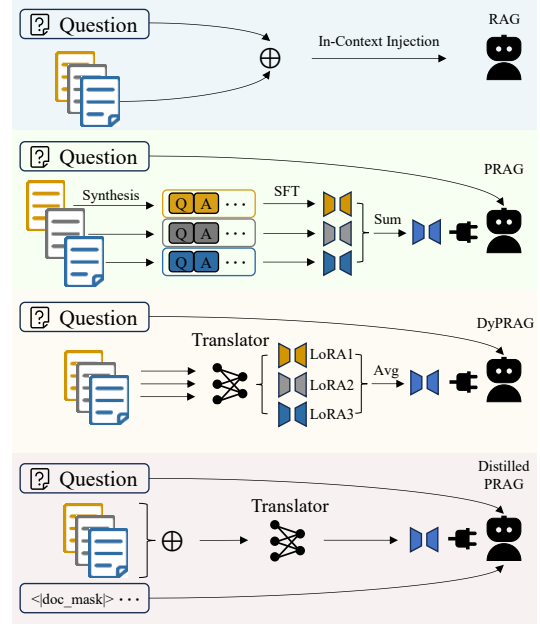 Question
In-Context Injection
RAG
Question
PRAG
Synthesis
Q A ···
SFT
Sum
Q A ···
Q A ···
Question
DyPRAG
Translator
LoRA1
LoRA2
LoRA3
Avg
Question
Distilled
PRAG
Translator
<|doc_mask|> ···